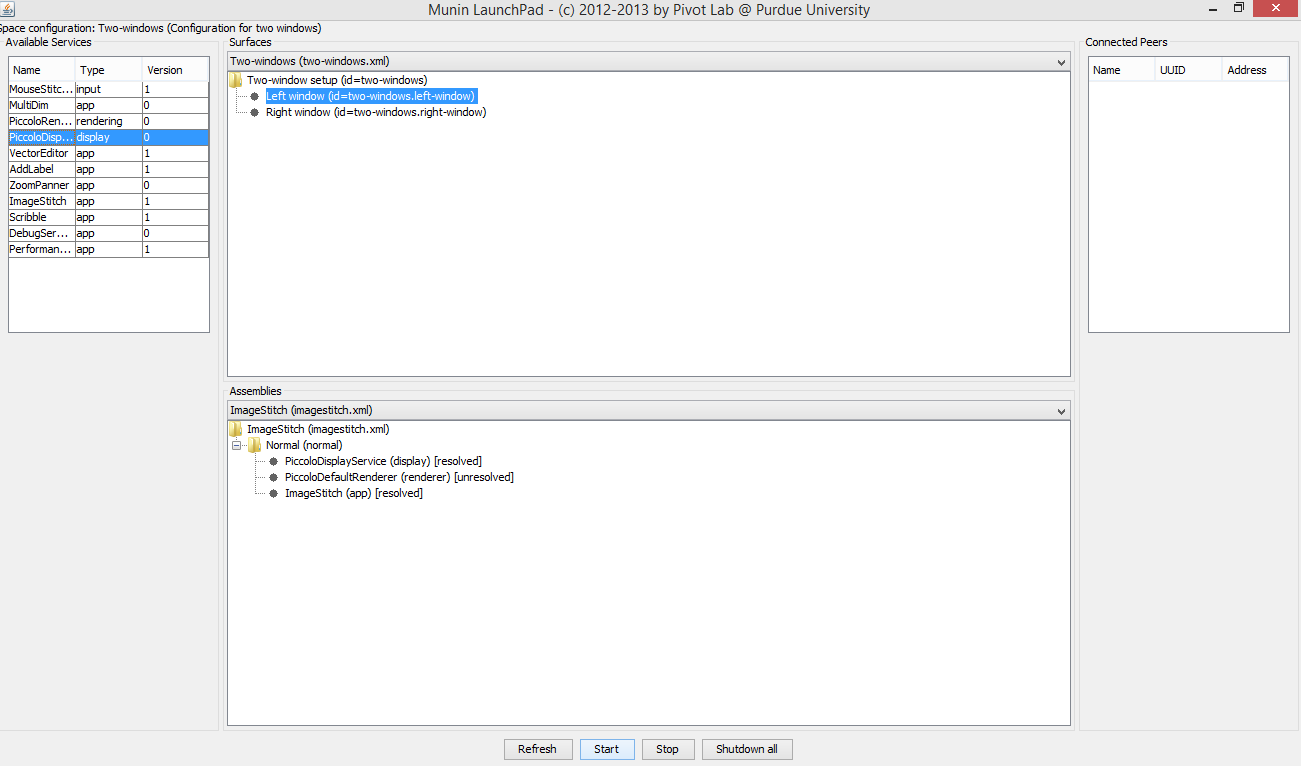 Munin LaunchPad - (c) 2012-2013 by Pivot Lab @ Purdue University
Space configuration: Two-windows (Configuration for two windows)
Available Services
Name Type Version
MouseStitc... input 1
MultiDim app 0
PiccoloRen... rendering 0
PiccoloDisp... display 0
VectorEditor app 1
AddLabel app 1
ZoomPanner app 0
ImageStitch app 1
Scribble app 1
DebugSer... app 0
Performan... app 1
Surfaces
Two-windows (two-windows.xml)
Two-window setup (id=two-windows)
Left window (id=two-windows.left-window)
Right window (id=two-windows.right-window)
Assemblies
ImageStitch (imagestitch.xml)
ImageStitch (imagestitch.xml)
Normal (normal)
PiccoloDisplayService (display) [resolved]
PiccoloDefaultRenderer (renderer) [unresolved]
ImageStitch (app) [resolved]
Connected Peers
Name UUID Address
Refresh Start Stop Shutdown all